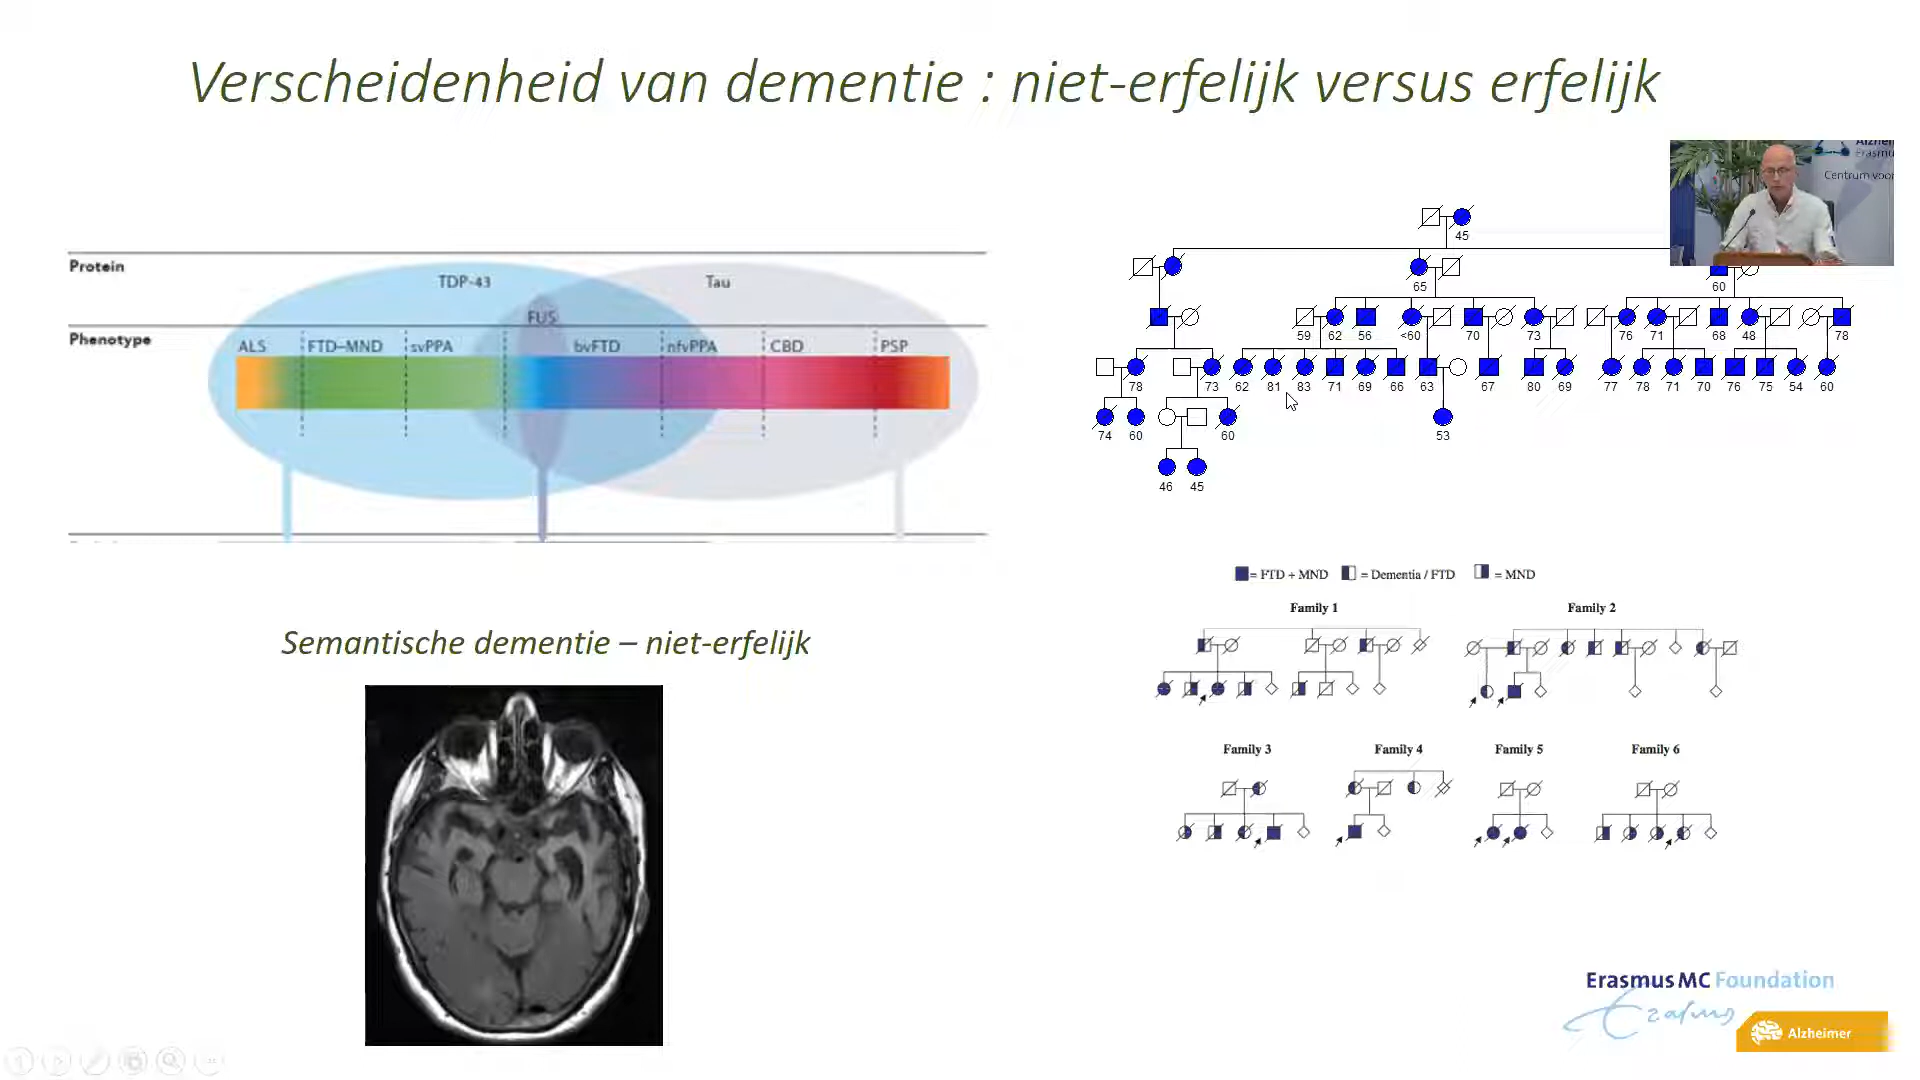 Verscheidenheid van dementie : niet-erfelijk versus erfelijk
Protein
TDP-43
Tau
FUS
Phenotype
ALS
FTD–MND
svPPA
bvFTD
nfvPPA
CBD
PSP
Semantische dementie – niet-erfelijk
Erasmu
Centrum voor
45
65
60
59 62 56 <60 70 73 76 71 68 48 78
78 73 62 81 83 71 69 66 63 67 80 69 77 78 71 70 76 75 54 60
74 60 60 53
46 45
= FTD + MND = Dementia / FTD = MND
Family 1 Family 2
Family 3 Family 4 Family 5 Family 6
Erasmus MC Foundation
Erasmus
Alzheimer